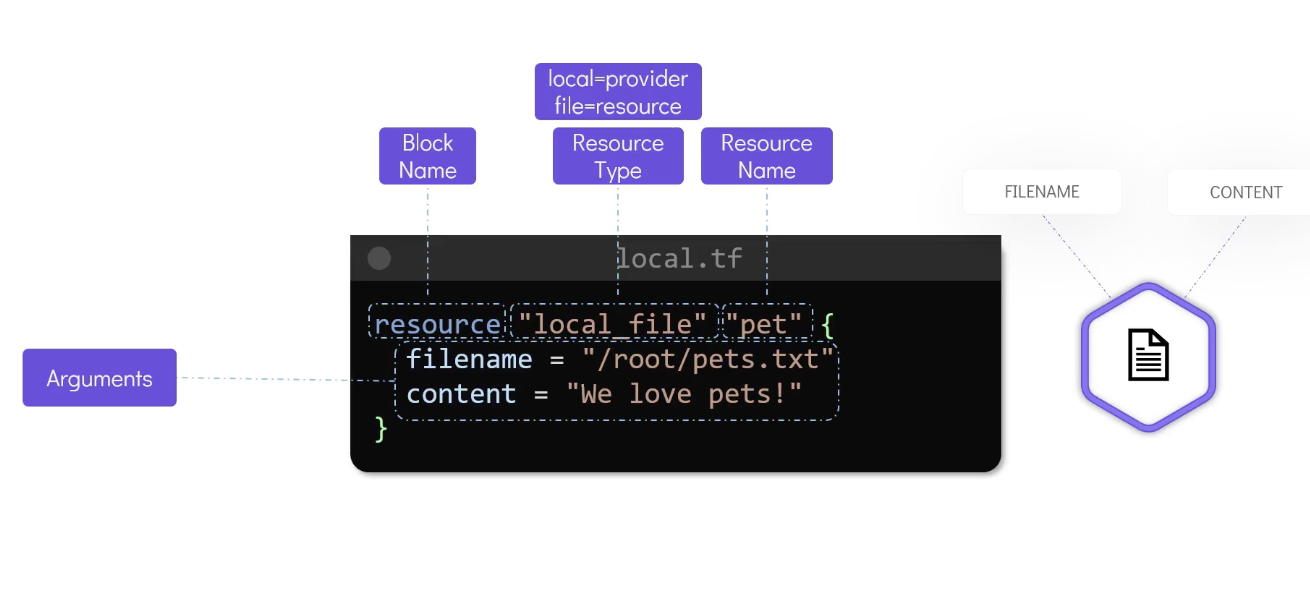 local=provider
file=resource
Block
Name
Resource
Type
Resource
Name
FILENAME
CONTENT
local.tf
resource "local_file" "pet" {
filename = "/root/pets.txt"
content = "We love pets!"
}
Arguments